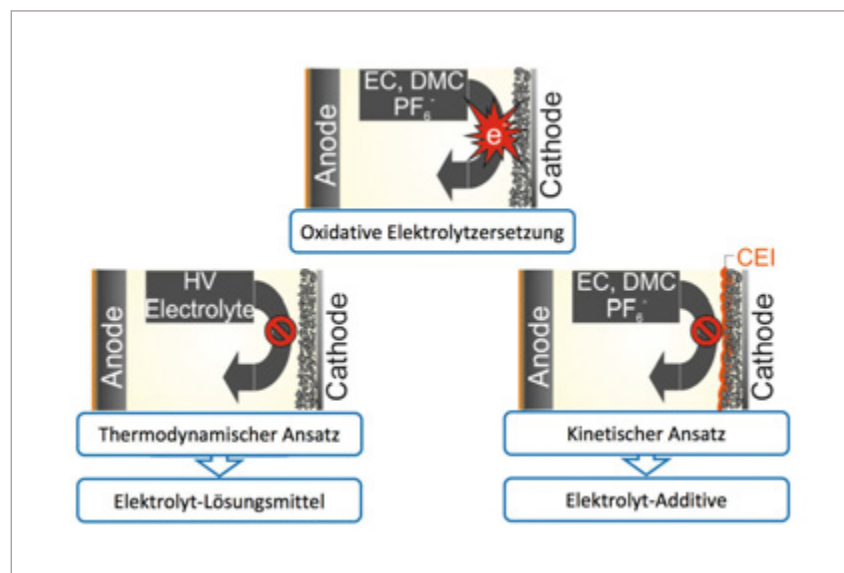 Anode
EC, DMC
PF₆⁻
e⁻
Cathode
Oxidative Elektrolytzersetzung
Anode
HV
Electrolyte
Cathode
Thermodynamischer Ansatz
Elektrolyt-Lösungsmittel
CEI
Anode
EC, DMC
PF₆⁻
Cathode
Kinetischer Ansatz
Elektrolyt-Additive